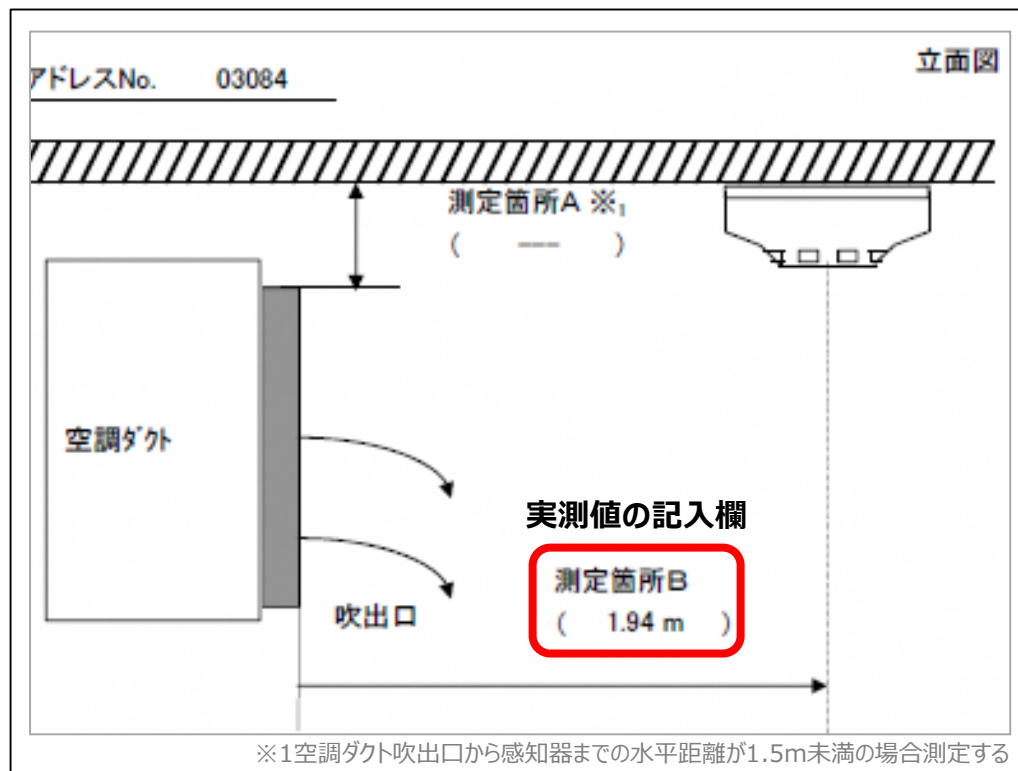 立面図
アドレスNo. 03084
測定箇所A ※1
( --- )
空調ダクト
実測値の記入欄
測定箇所B
( 1.94 m )
吹出口
※1空調ダクト吹出口から感知器までの水平距離が1.5m未満の場合測定する